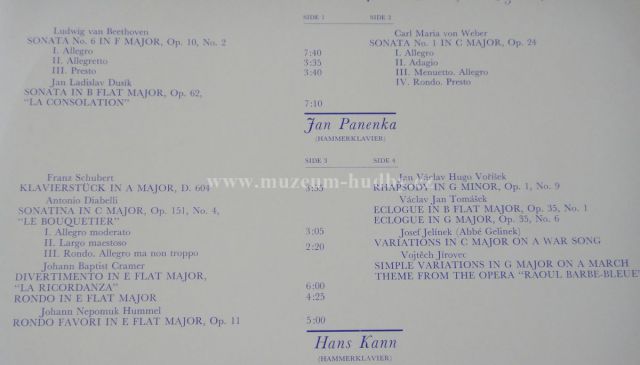 SIDE 1
Ludwig van Beethoven
SONATA No. 6 IN F MAJOR, Op. 10, No. 2
I. Allegro 7:40
II. Allegretto 3:35
III. Presto 3:40
Jan Ladislav Dusík
SONATA IN B FLAT MAJOR, Op. 62,
"LA CONSOLATION" 7:10
SIDE 2
Carl Maria von Weber
SONATA No. 1 IN C MAJOR, Op. 24
I. Allegro
II. Adagio
III. Menuetto. Allegro
IV. Rondo. Presto
Jan Panenka
(HAMMERKLAVIER)
SIDE 3
Franz Schubert
KLAVIERSTÜCK IN A MAJOR, D. 604
Antonio Diabelli
SONATINA IN C MAJOR, Op. 151, No. 4,
"LE BOUQUETIER"
I. Allegro moderato 3:05
II. Largo maestoso
III. Rondo. Allegro ma non troppo 2:20
Johann Baptist Cramer
DIVERTIMENTO IN E FLAT MAJOR,
"LA RICORDANZA" 6:00
RONDO IN E FLAT MAJOR 4:25
Johann Nepomuk Hummel
RONDO FAVORI IN E FLAT MAJOR, Op. 11 5:00
SIDE 4
Jan Václav Hugo Voříšek
RHAPSODY IN G MINOR, Op. 1, No. 9
Václav Jan Tomášek
ECLOGUE IN B FLAT MAJOR, Op. 35, No. 1
ECLOGUE IN G MAJOR, Op. 35, No. 6
Josef Jelínek (Abbé Gelinek)
VARIATIONS IN C MAJOR ON A WAR SONG
Vojtěch Jírovec
SIMPLE VARIATIONS IN G MAJOR ON A MARCH
THEME FROM THE OPERA "RAOUL BARBE-BLEUE"
Hans Kann
(HAMMERKLAVIER)